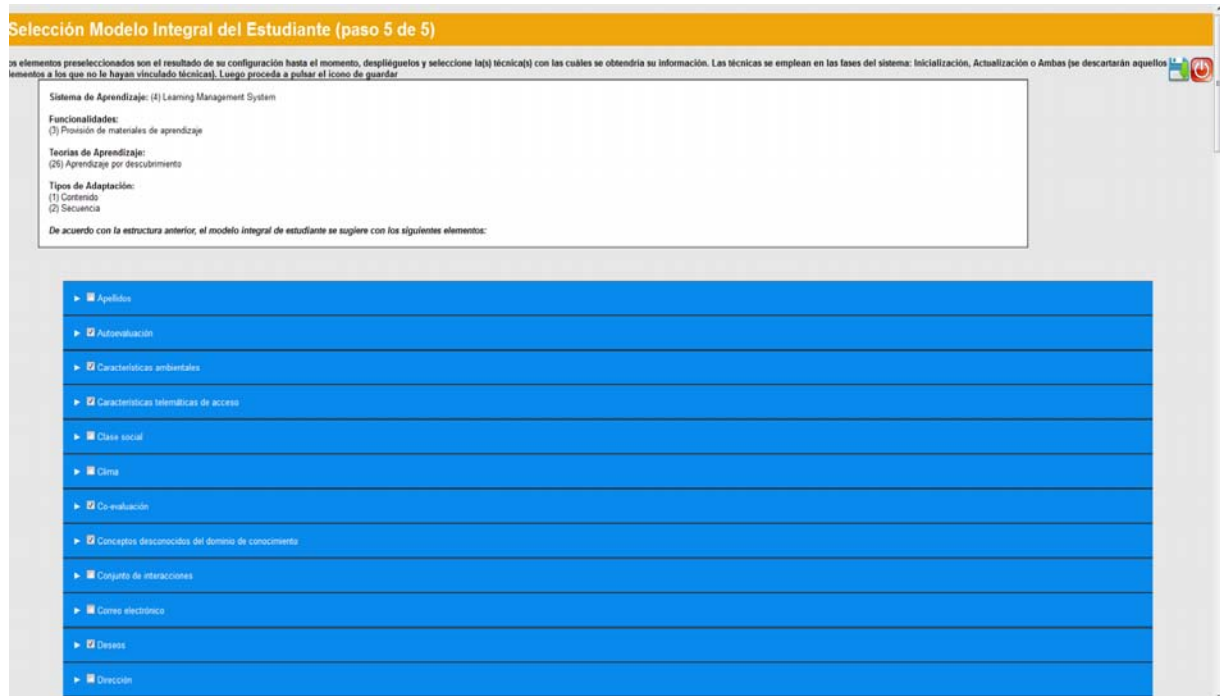 Selección Modelo Integral del Estudiante (paso 5 de 5)
os elementos preseleccionados son el resultado de su configuración hasta el momento, despliéguelos y seleccione la(s) técnica(s) con las cuáles se obtendria su información. Las técnicas se emplean en las fases del sistema: Inicialización, Actualización o Ambas (se descartarán aquellos
lementos a los que no le hayan vinculado técnicas). Luego proceda a pulsar el icono de guardar
Sistema de Aprendizaje: (4) Learning Management System
Funcionalidades:
(3) Provisión de materiales de aprendizaje
Teorías de Aprendizaje:
(26) Aprendizaje por descubrimiento
Tipos de Adaptación:
(1) Contenido
(2) Secuencia
De acuerdo con la estructura anterior, el modelo integral de estudiante se sugiere con los siguientes elementos:
Apellidos
Autoevaluación
Características ambientales
Características telemáticas de acceso
Clase social
Clima
Co-evaluación
Conceptos desconocidos del dominio de conocimiento
Conjunto de interacciones
Correo electrónico
Deseos
Dirección